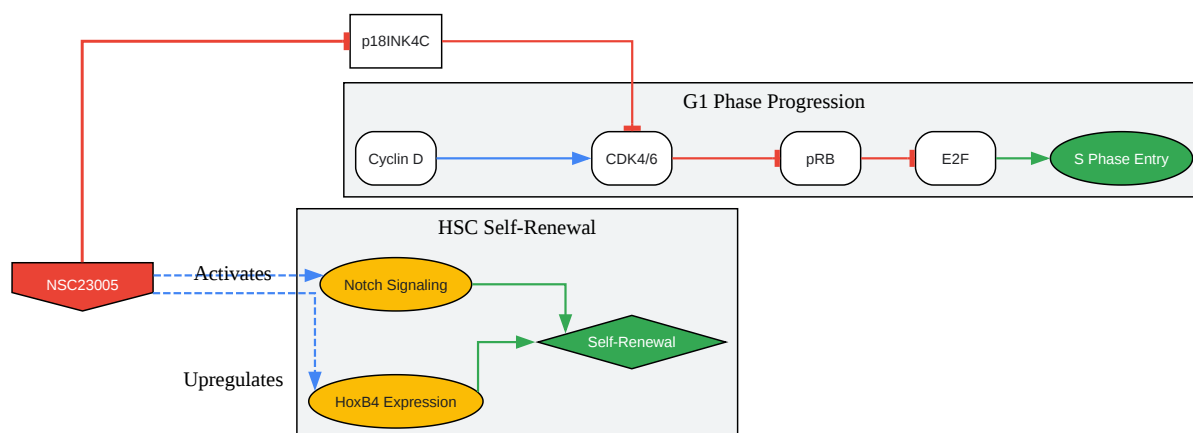 p18INK4C
G1 Phase Progression
Cyclin D
CDK4/6
pRB
E2F
S Phase Entry
HSC Self-Renewal
NSC23005
Activates
Notch Signaling
Self-Renewal
Upregulates
HoxB4 Expression